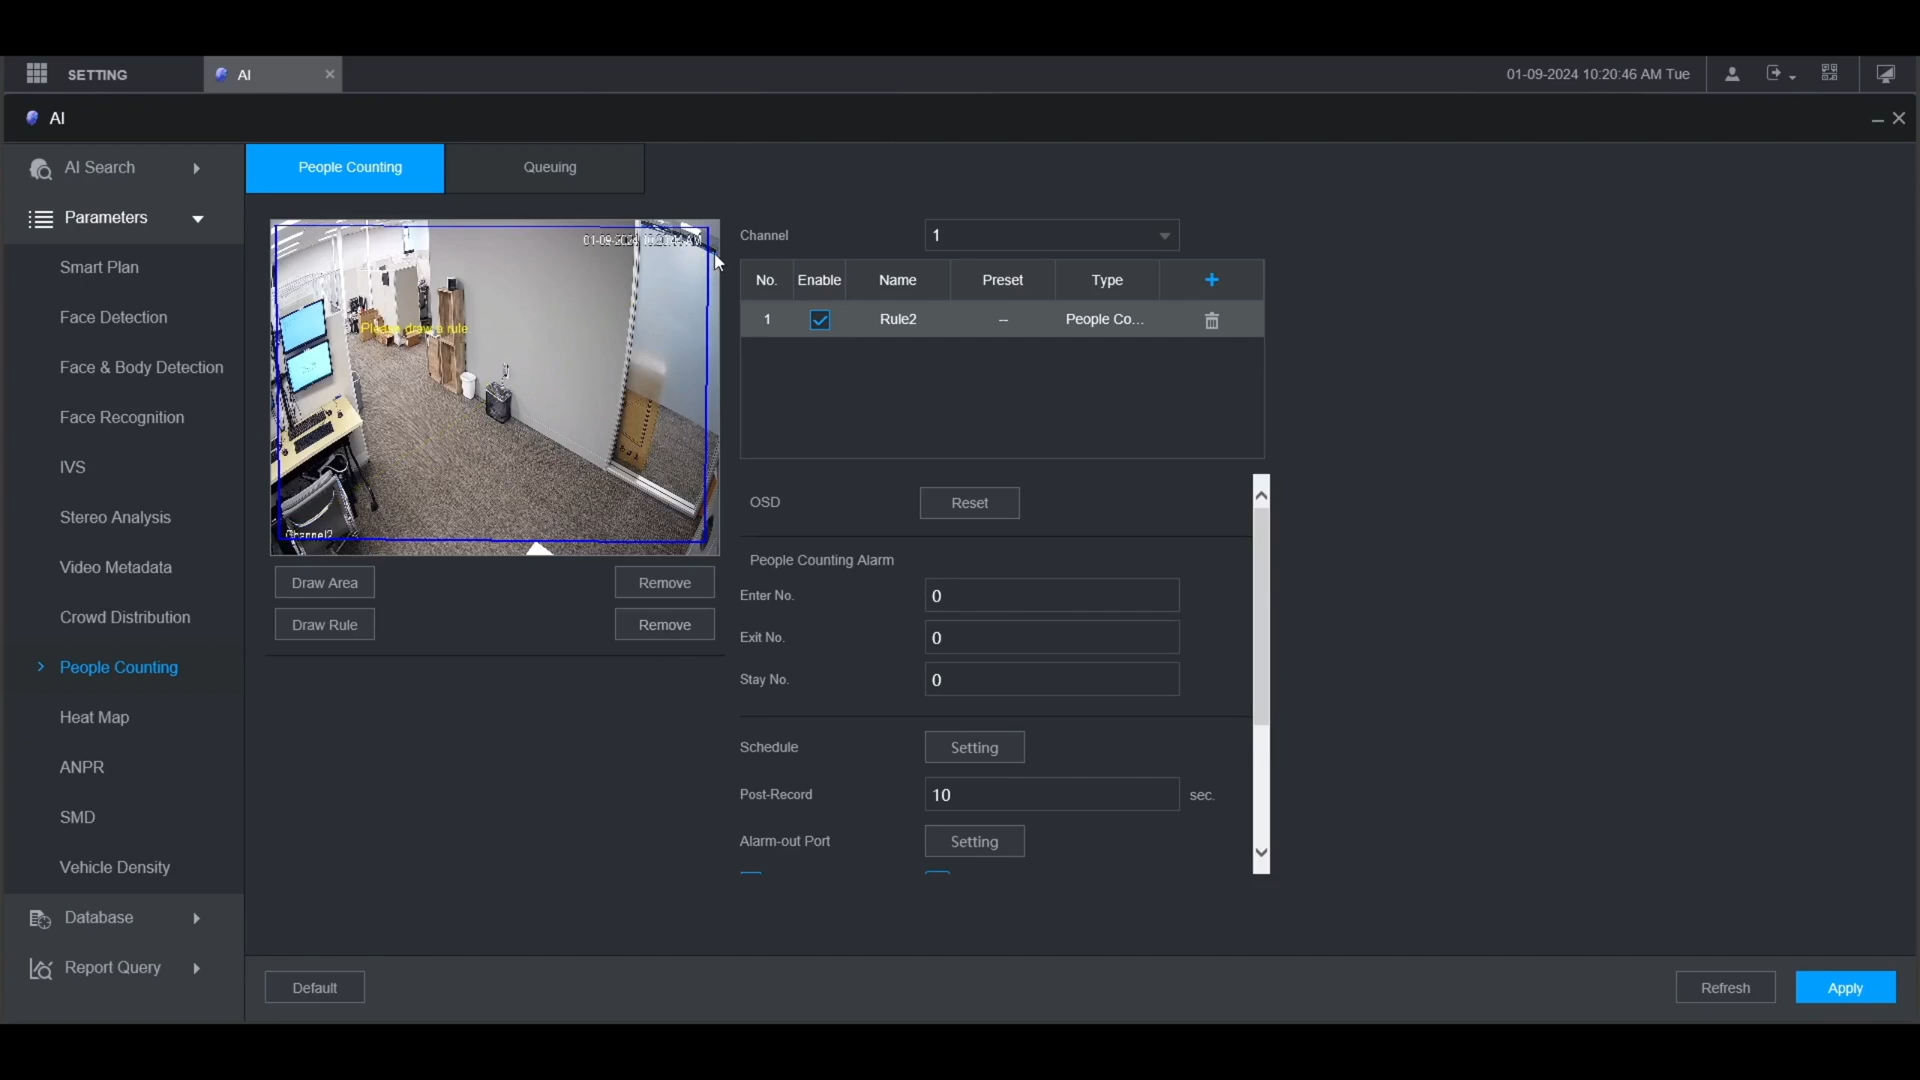 SETTING
AI
01-09-2024 10:20:46 AM Tue
AI
AI Search
Parameters
Smart Plan
Face Detection
Face & Body Detection
Face Recognition
IVS
Stereo Analysis
Video Metadata
Crowd Distribution
People Counting
Heat Map
ANPR
SMD
Vehicle Density
Database
Report Query
People Counting
Queuing
Please draw a rule.
Channel2
Draw Area
Remove
Draw Rule
Remove
Channel
1
No. Enable Name Preset Type
1 Rule2 -- People Co...
OSD
Reset
People Counting Alarm
Enter No.
0
Exit No.
0
Stay No.
0
Schedule
Setting
Post-Record
10
sec.
Alarm-out Port
Setting
Default
Refresh
Apply